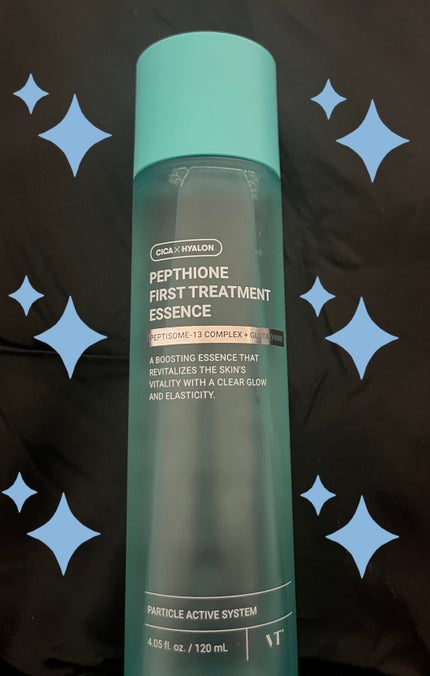 CICA×HYALON
PEPTHIONE
FIRST TREATMENT
ESSENCE
PEPTISOME-13 COMPLEX + GLUTATHIONE
A BOOSTING ESSENCE THAT
REVITALIZES THE SKIN'S
VITALITY WITH A CLEAR GLOW
AND ELASTICITY.
PARTICLE ACTIVE SYSTEM
4.05 fl. oz. / 120 mL
VT